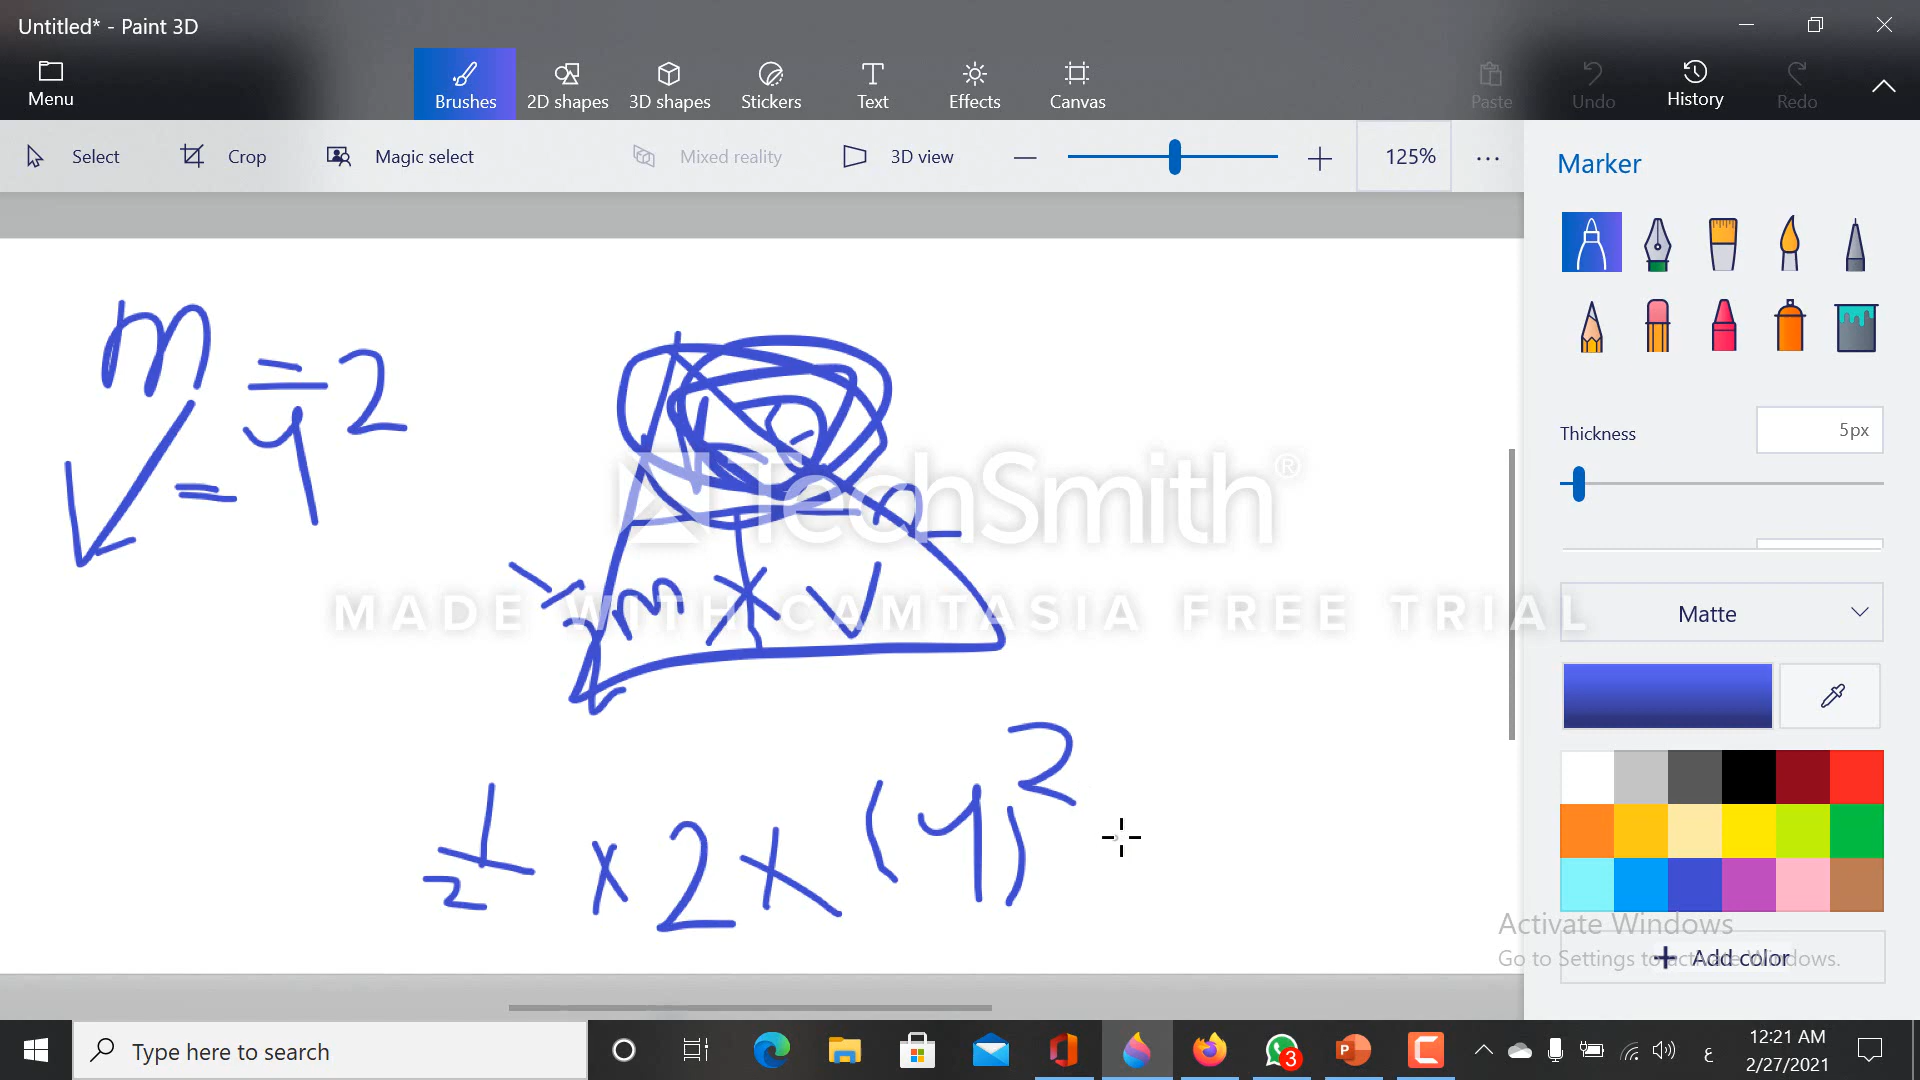 Untitled* - Paint 3D
Menu
Brushes
2D shapes
3D shapes
Stickers
Text
Effects
Canvas
Paste
Undo
History
Redo
Select
Crop
Magic select
Mixed reality
3D view
125%
Marker
Thickness
5px
Matte
Add color
m = 2
v = 4
m × v
1/2 × 2 × (4)²
TechSmith®
MADE WITH CAMTASIA FREE TRIAL
Activate Windows
Go to Settings to activate Windows.
Type here to search
3
ع
12:21 AM
2/27/2021